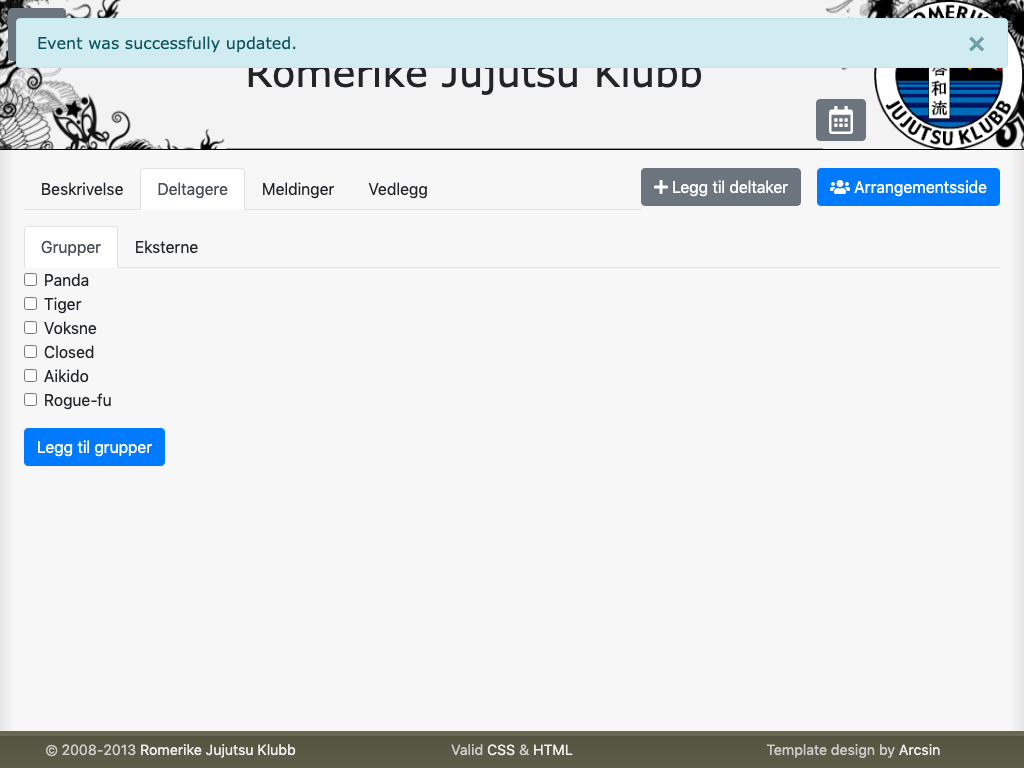 Event was successfully updated.
×
Romerike Jujutsu Klubb
ROMERIKE
和
流
JUJUTSU KLUBB
Beskrivelse
Deltagere
Meldinger
Vedlegg
Legg til deltaker
Arrangementsside
Grupper
Eksterne
Panda
Tiger
Voksne
Closed
Aikido
Rogue-fu
Legg til grupper
© 2008-2013 Romerike Jujutsu Klubb
Valid CSS & HTML
Template design by Arcsin